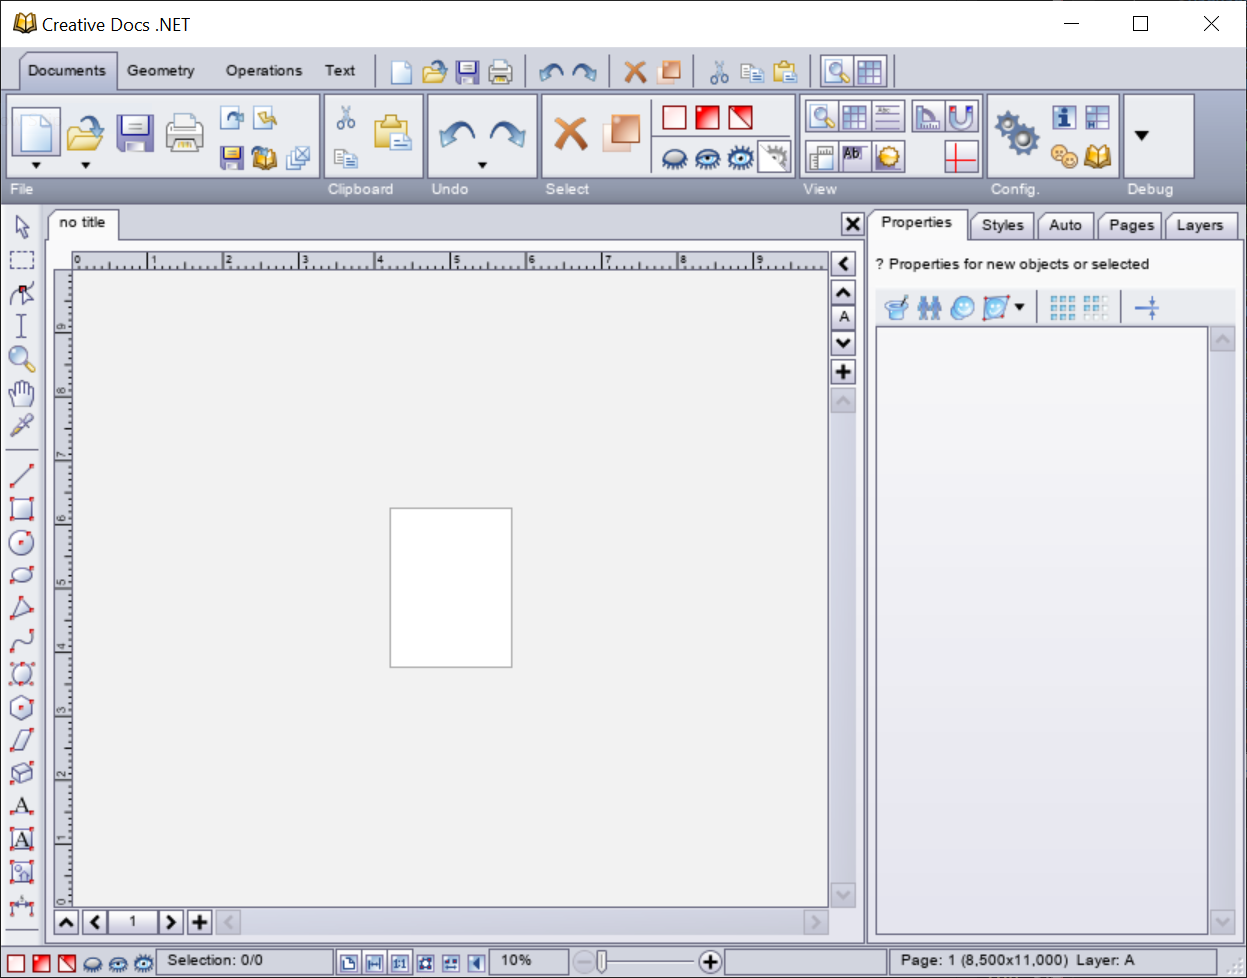 Creative Docs .NET
Documents Geometry Operations Text
File Clipboard Undo Select View Config. Debug
no title
Properties Styles Auto Pages Layers
? Properties for new objects or selected
0 1 2 3 4 5 6 7 8 9
A
9
8
7
6
5
4
3
2
1
0
1
Selection: 0/0
10%
Page: 1 (8,500x11,000) Layer: A